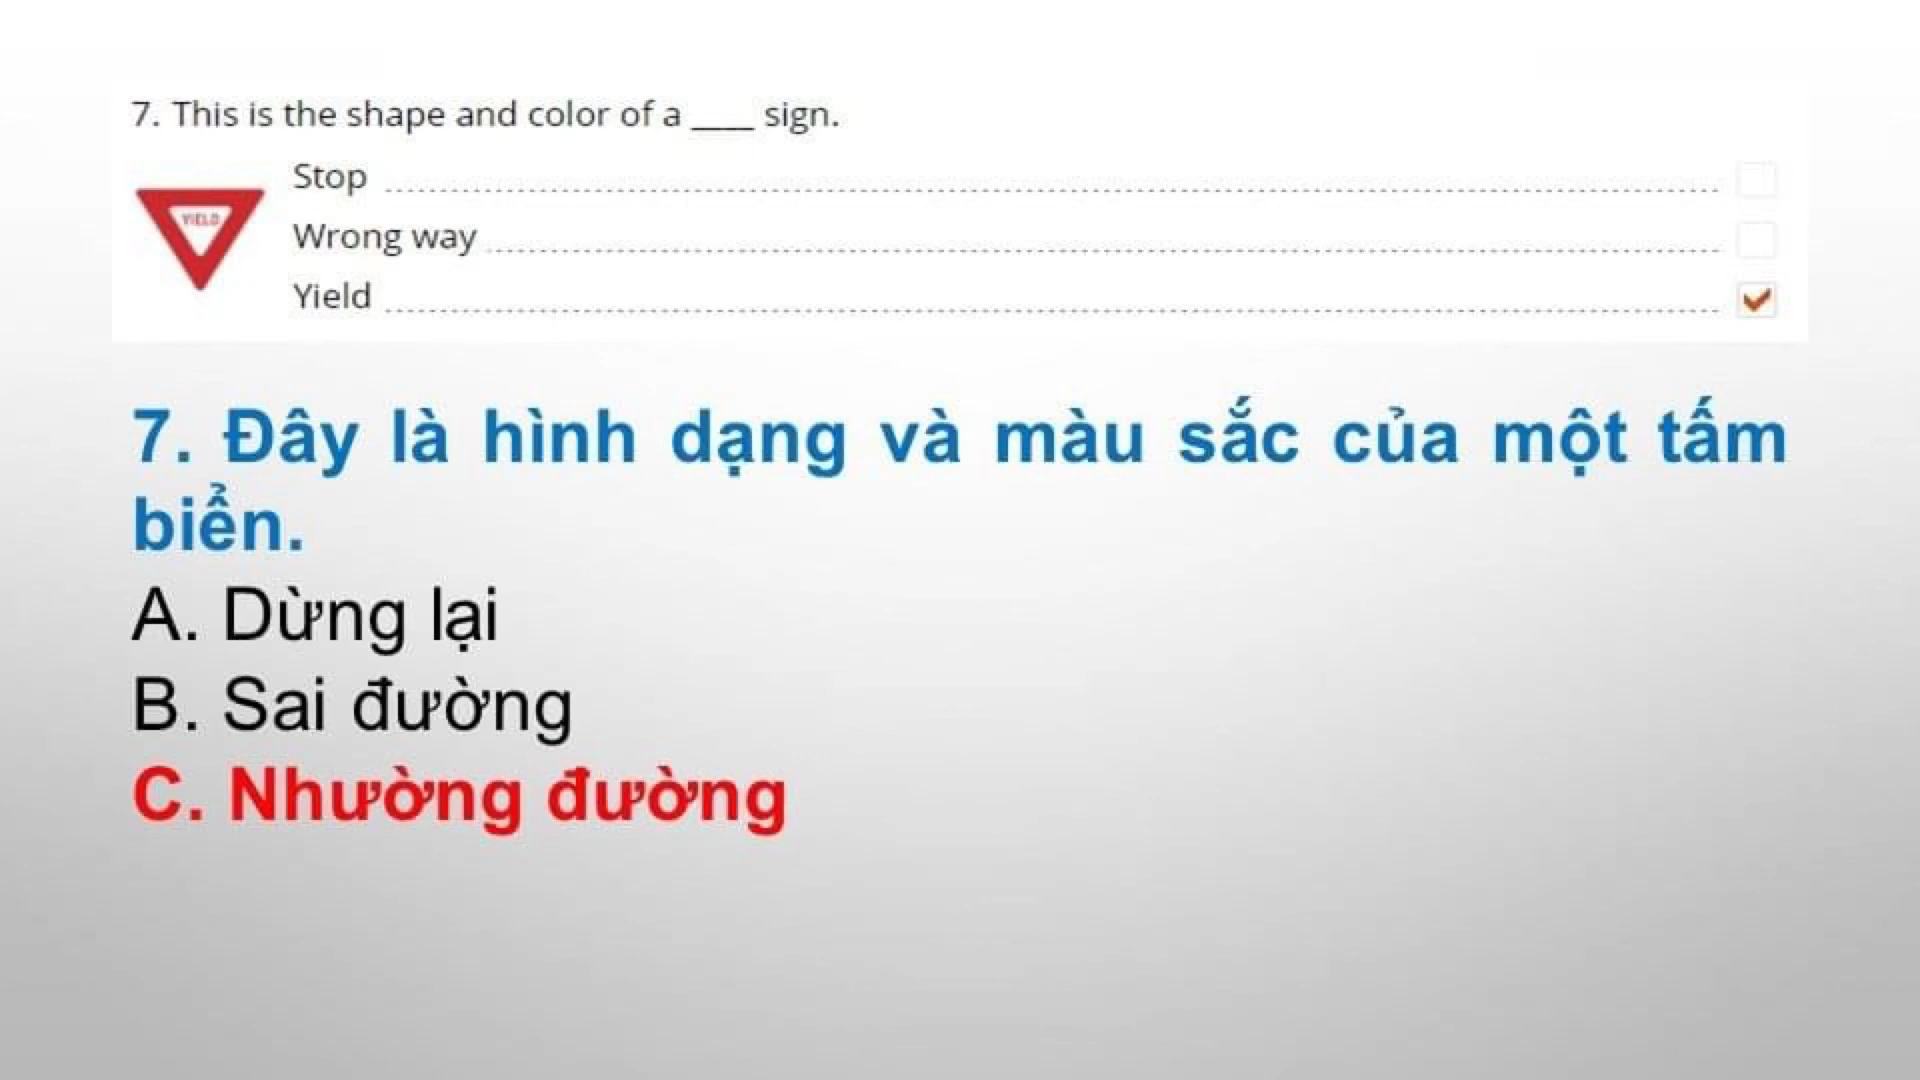 7. This is the shape and color of a ____ sign.
Stop
YIELD
Wrong way
Yield
7. Đây là hình dạng và màu sắc của một tấm
biển.
A. Dừng lại
B. Sai đường
C. Nhường đường